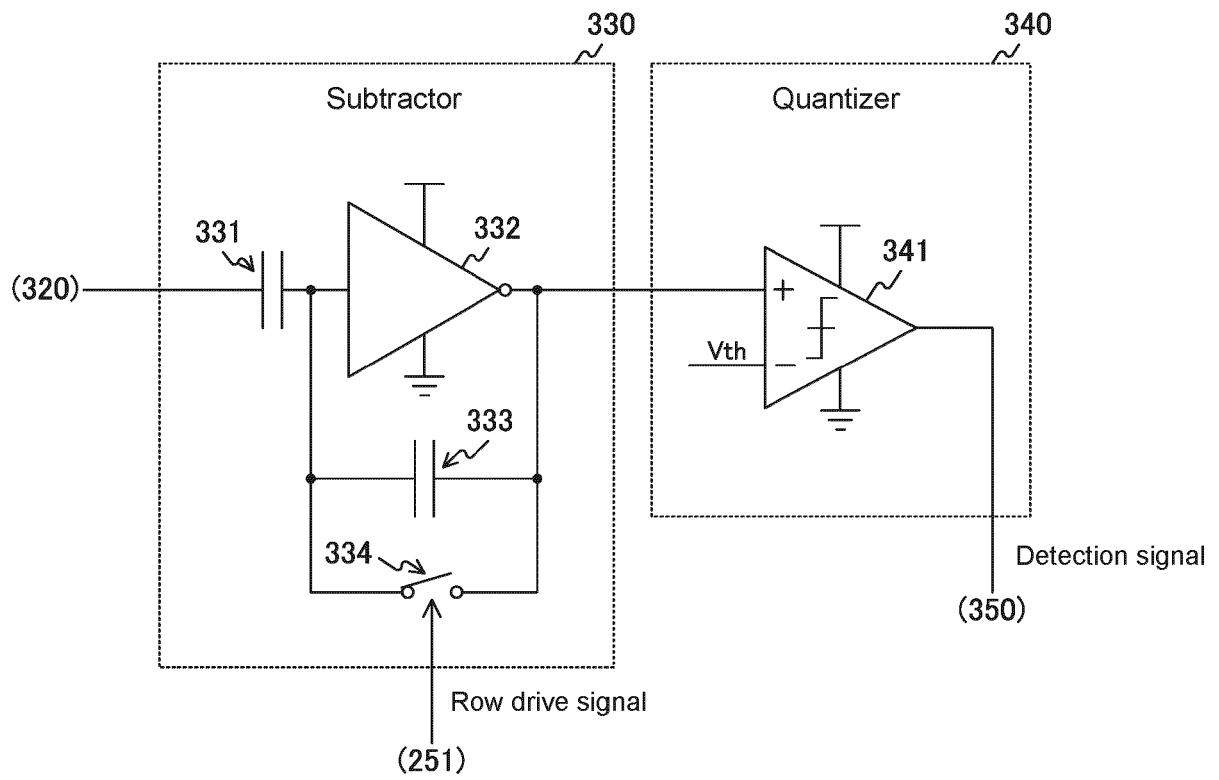 330
340
Subtractor
Quantizer
331
332
341
(320)
+
Vth
−
333
334
Detection signal
(350)
Row drive signal
(251)